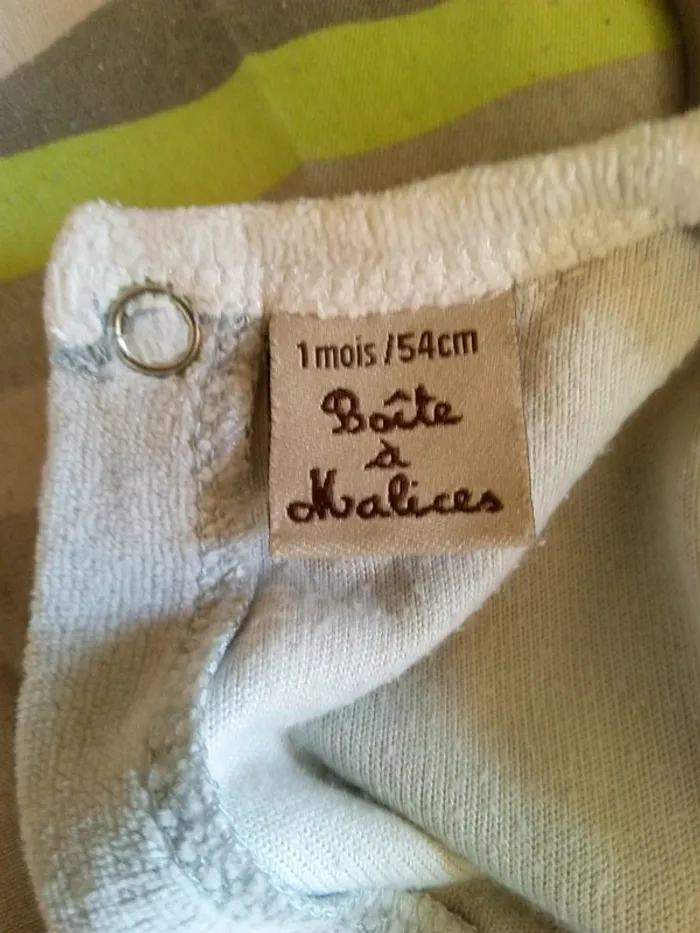 1 mois / 54cm
Boîte
à
Malices